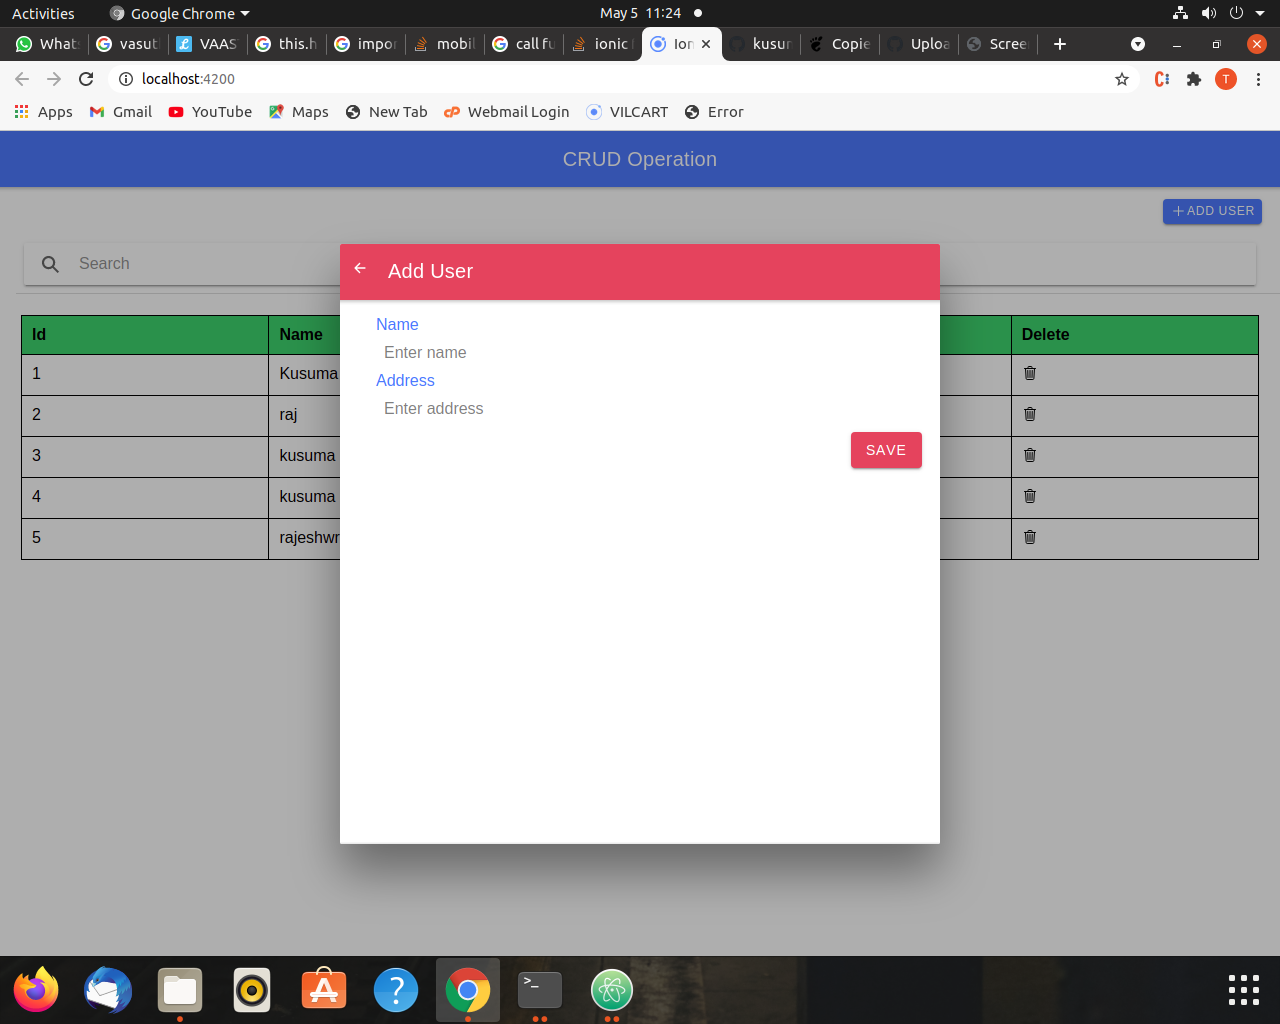 Activities
Google Chrome
May 5 11:24
What
vasut
VAAS
this.h
impor
mobil
call fu
ionic
Ion
kusum
Copie
Uploa
Scree
localhost:4200
T
Apps
Gmail
YouTube
Maps
New Tab
Webmail Login
VILCART
Error
CRUD Operation
ADD USER
Search
Add User
Id
Name
Delete
Name
Enter name
Address
Enter address
SAVE
1
Kusuma
2
raj
3
kusuma
4
kusuma
5
rajeshwr